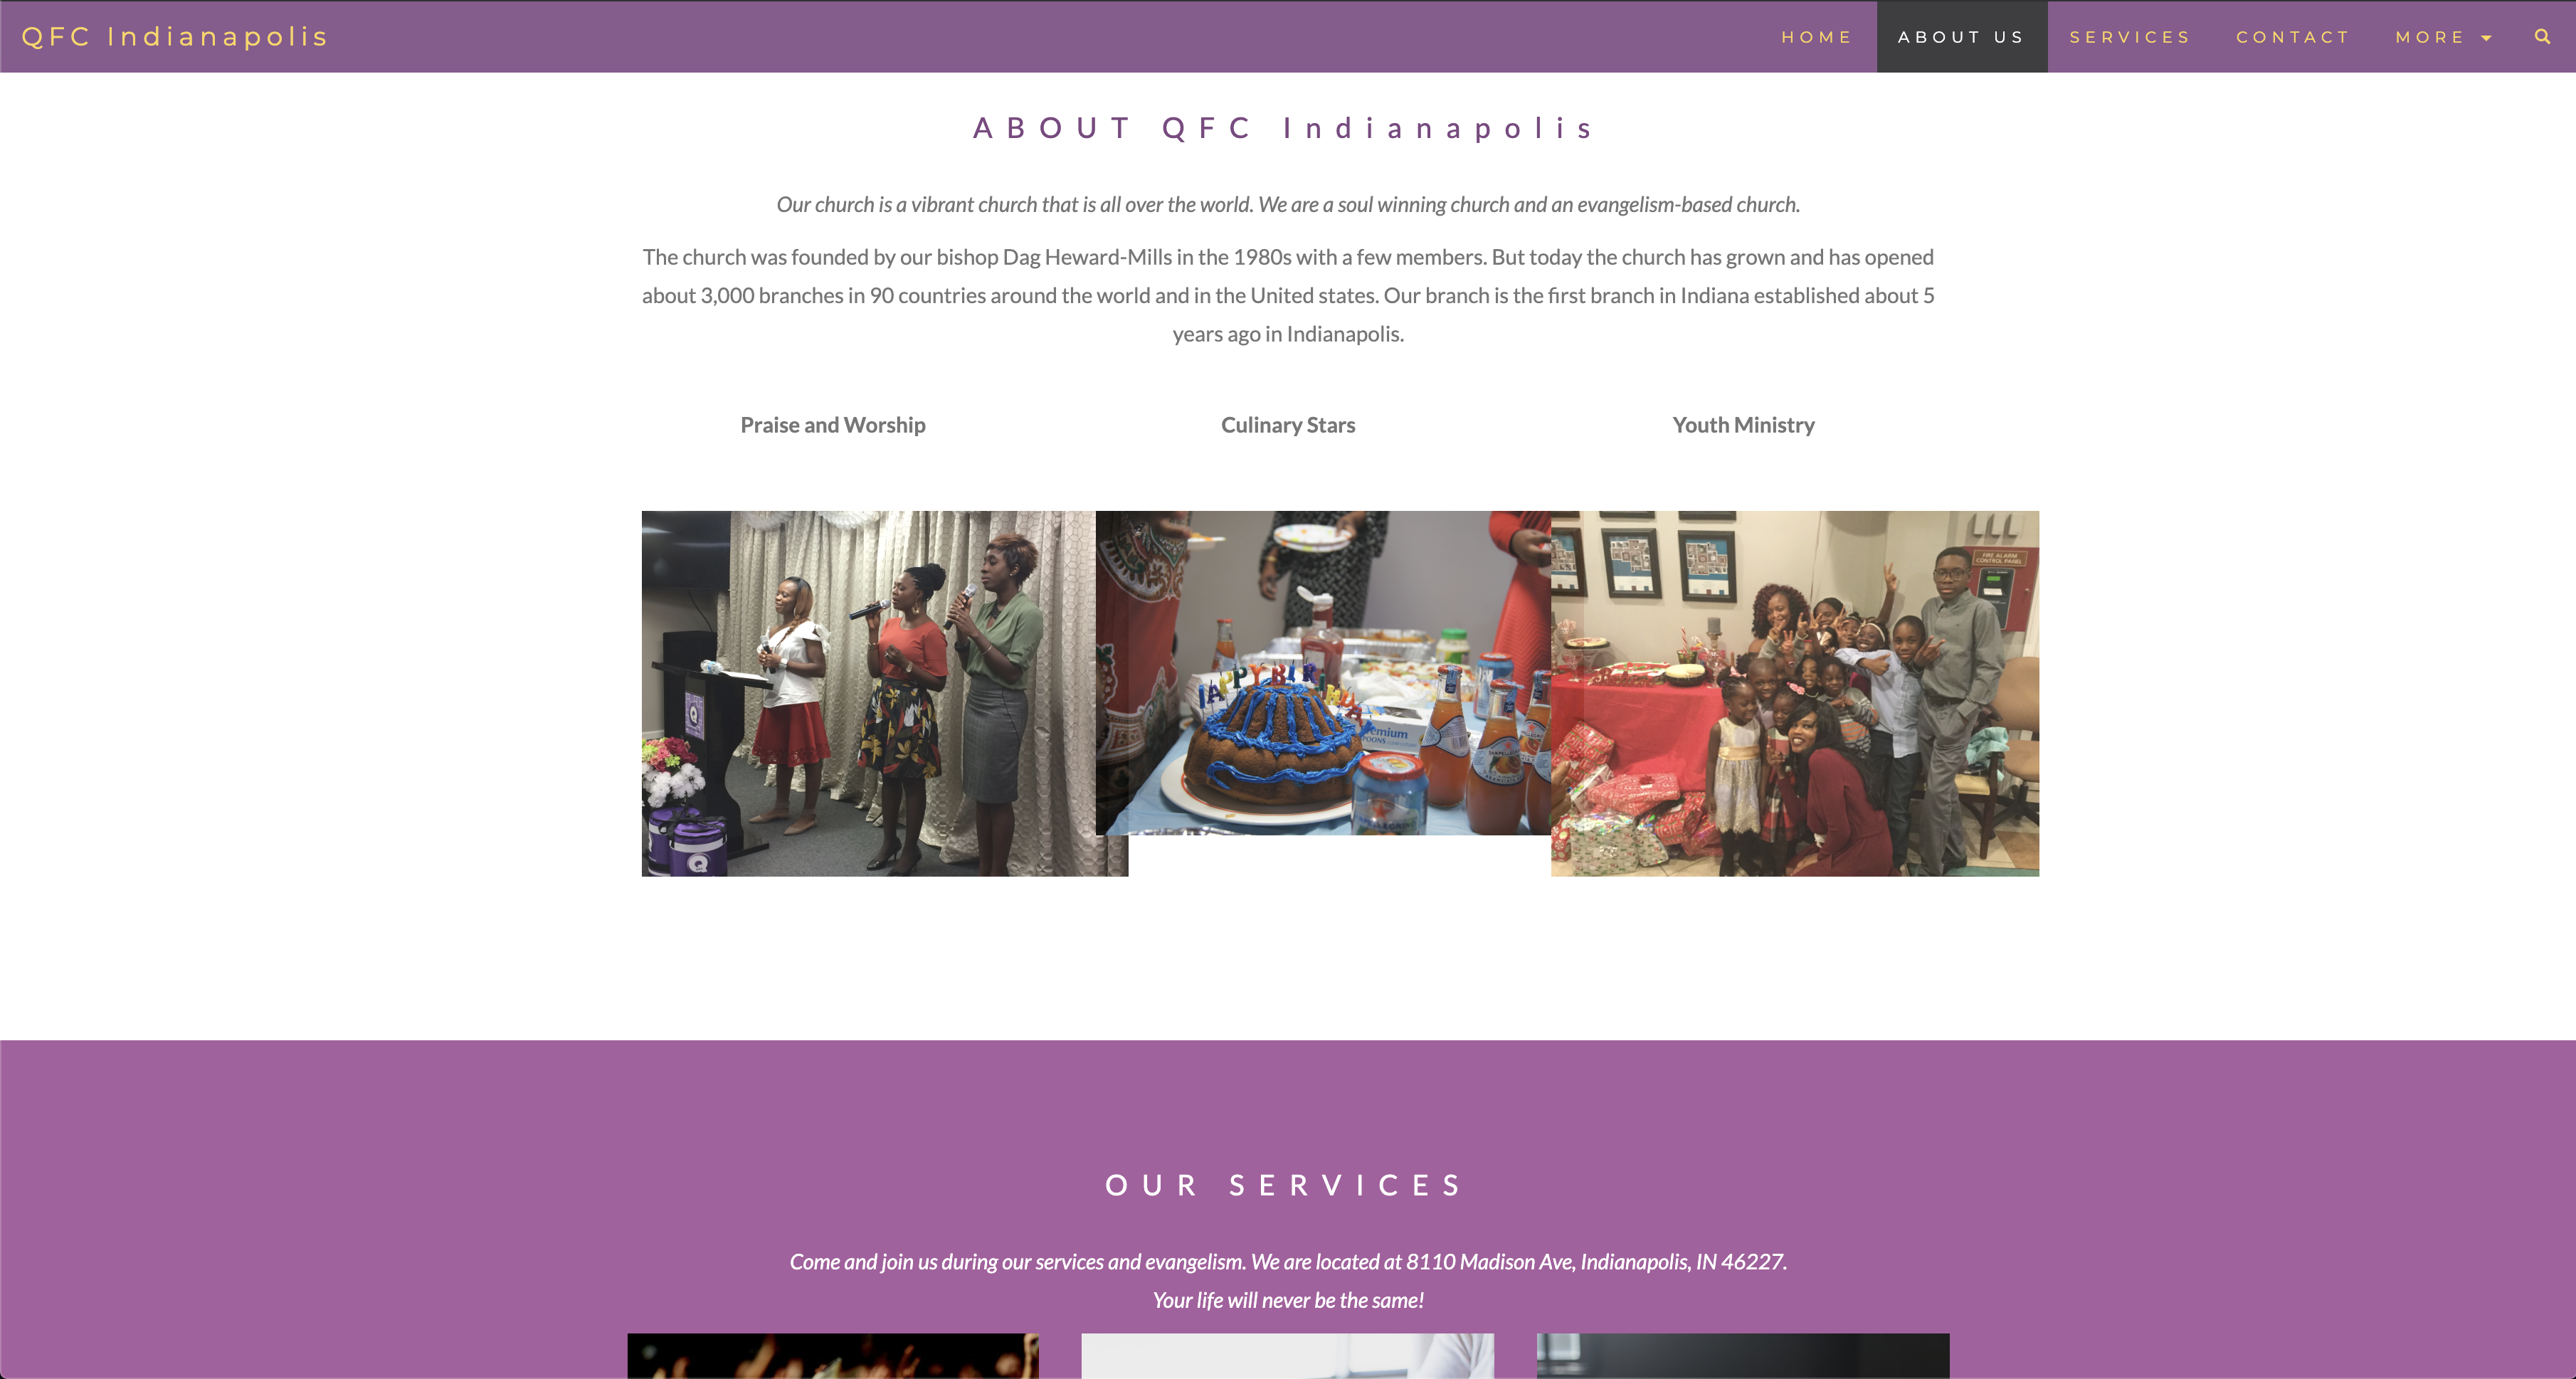 QFC Indianapolis
HOME ABOUT US SERVICES CONTACT MORE
ABOUT QFC Indianapolis
Our church is a vibrant church that is all over the world. We are a soul winning church and an evangelism-based church.
The church was founded by our bishop Dag Heward-Mills in the 1980s with a few members. But today the church has grown and has opened
about 3,000 branches in 90 countries around the world and in the United states. Our branch is the first branch in Indiana established about 5
years ago in Indianapolis.
Praise and Worship
Culinary Stars
Youth Ministry
Q
Q
FIRE ALARM
CONTROL PANEL
OUR SERVICES
Come and join us during our services and evangelism. We are located at 8110 Madison Ave, Indianapolis, IN 46227.
Your life will never be the same!